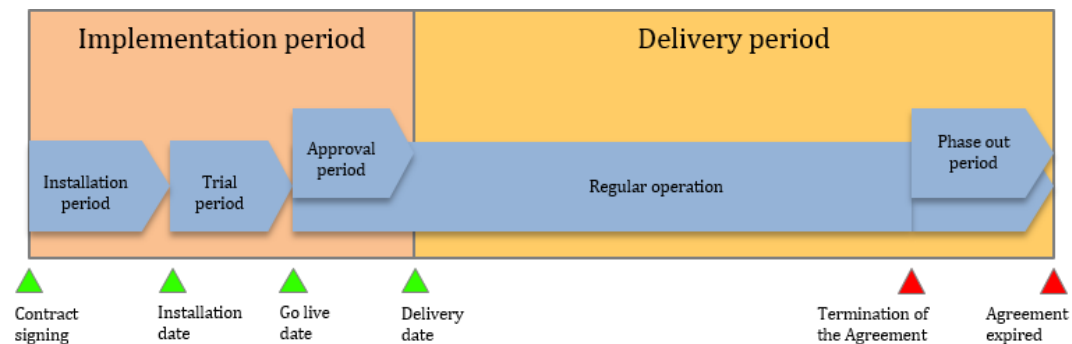 Implementation period
Delivery period
Approval
period
Phase out
period
Installation
period
Trial
period
Regular operation
Contract
signing
Installation
date
Go live
date
Delivery
date
Termination of
the Agreement
Agreement
expired